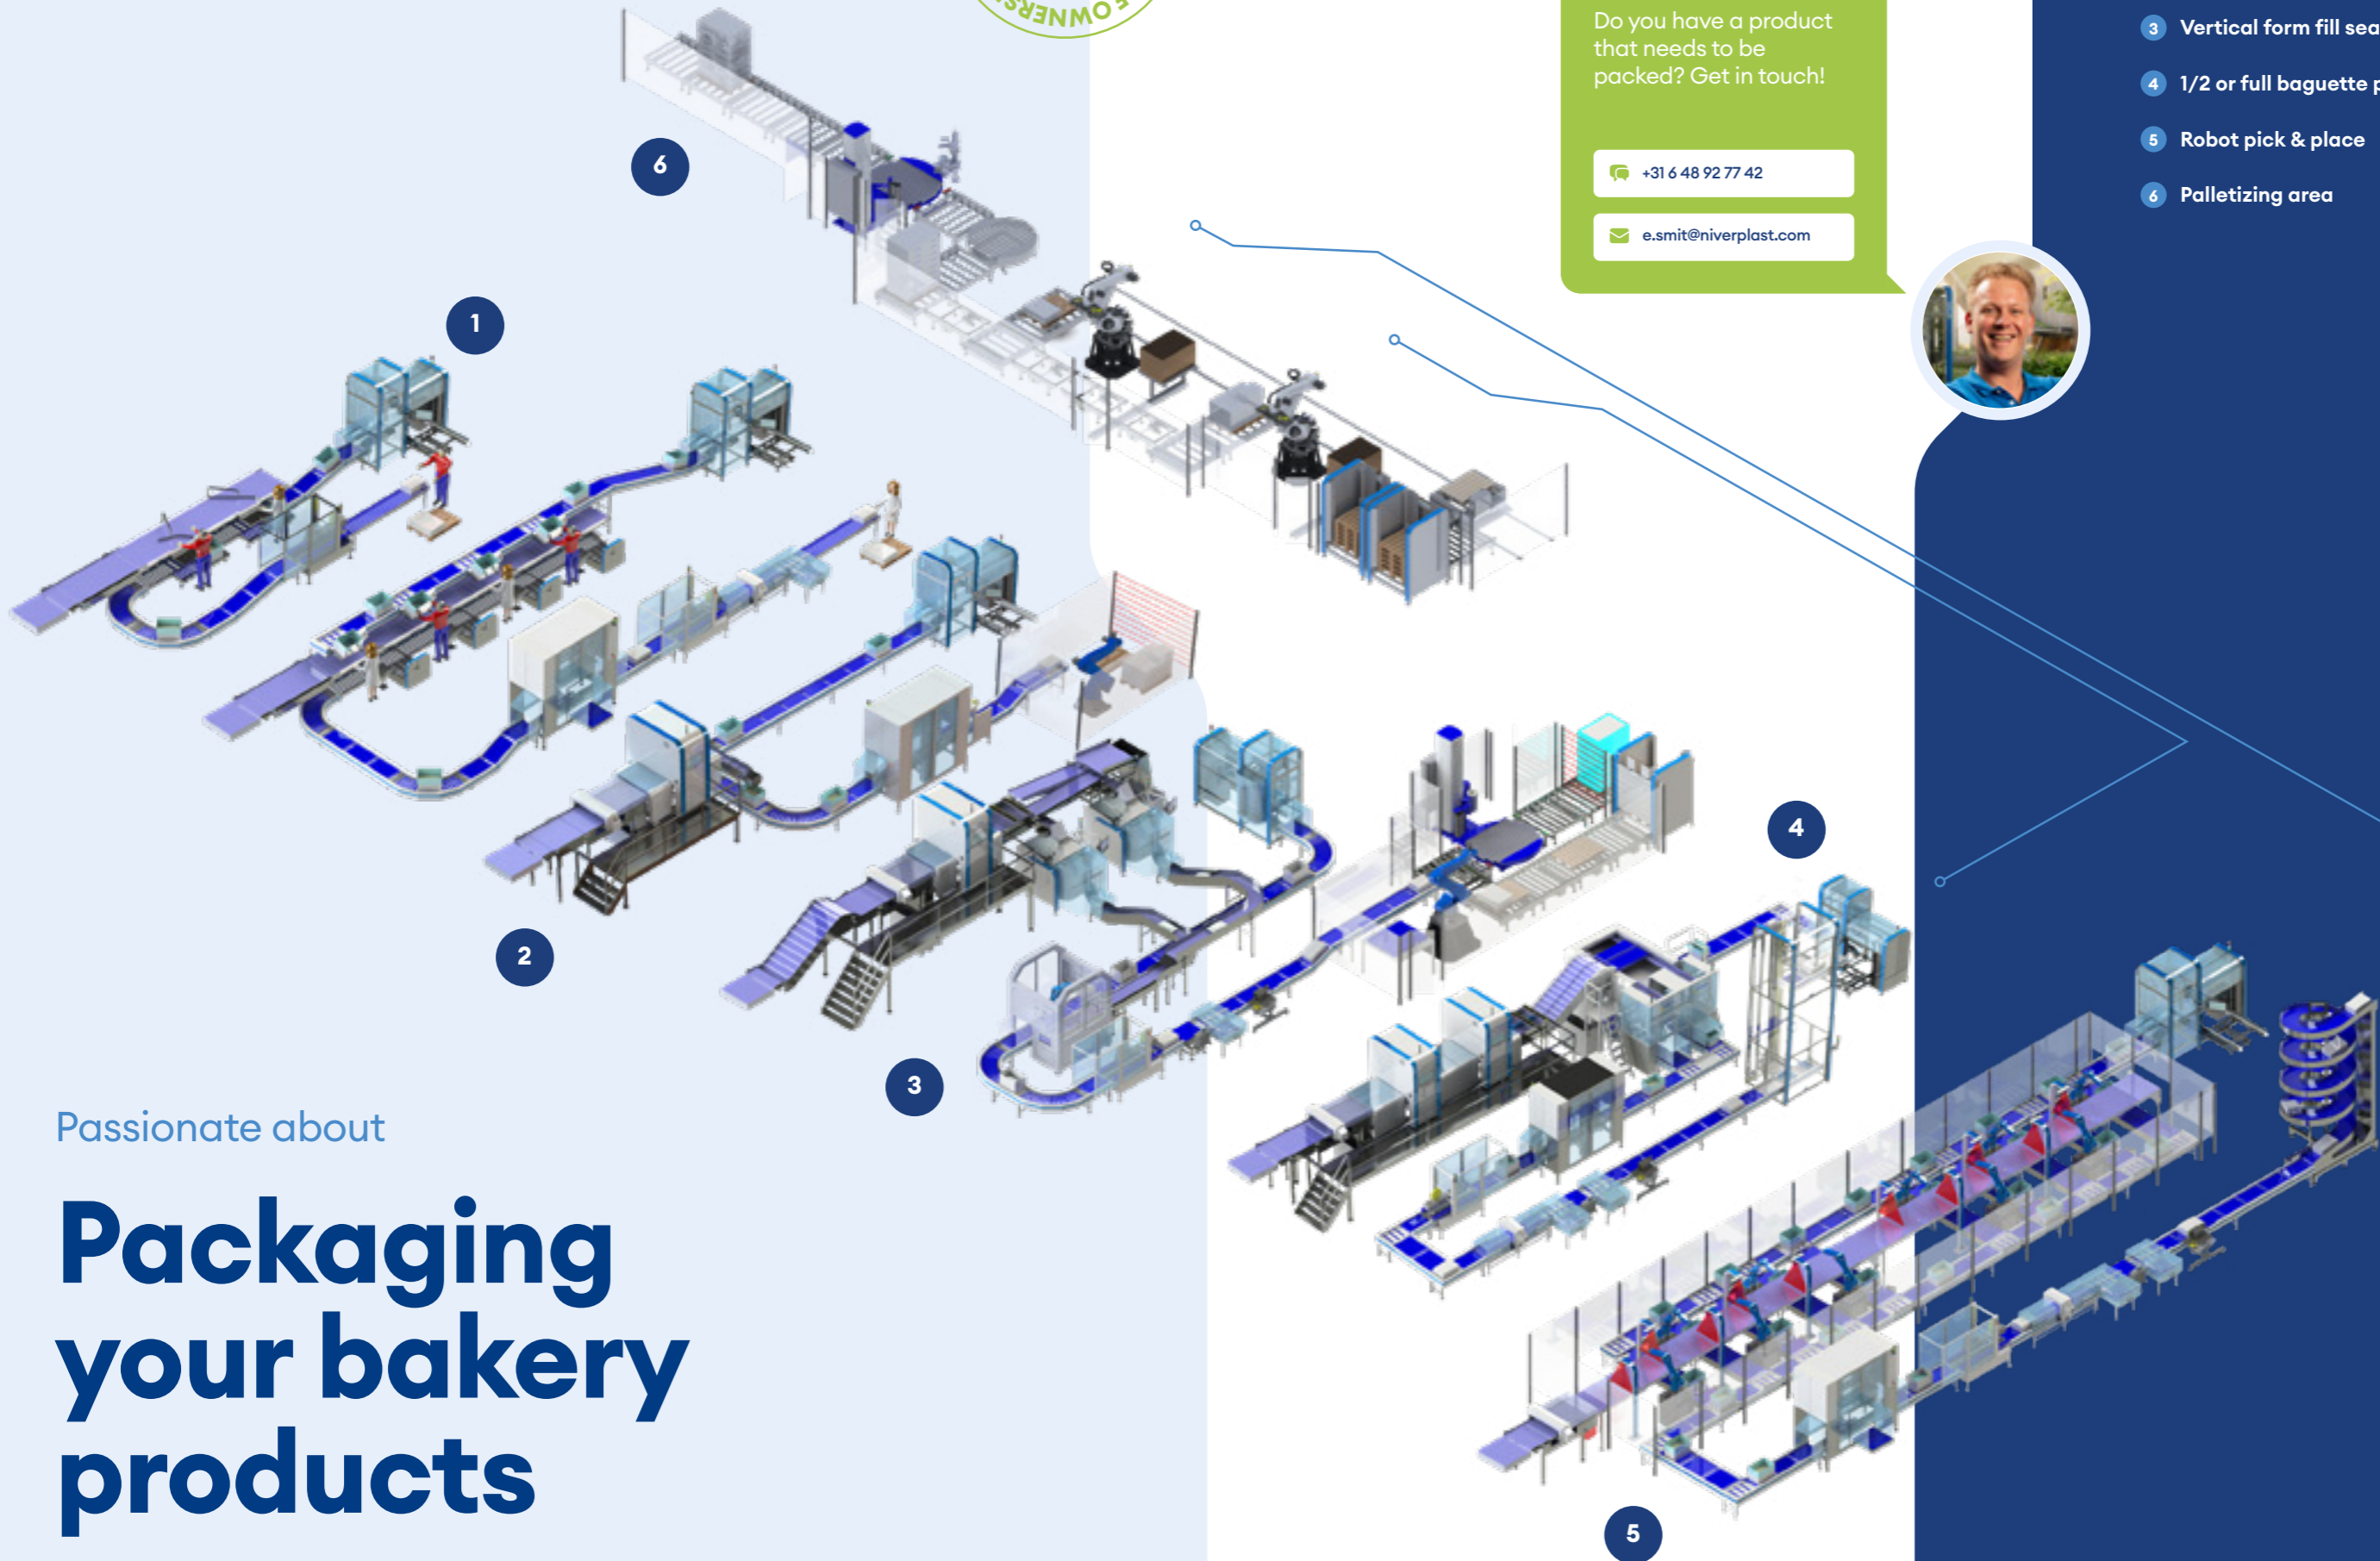 OWNERS
Do you have a product
that needs to be
packed? Get in touch!
+31 6 48 92 77 42
e.smit@niverplast.com
3 Vertical form fill sea
4 1/2 or full baguette p
5 Robot pick & place
6 Palletizing area
6
1
2
4
3
5
Passionate about
Packaging
your bakery
products